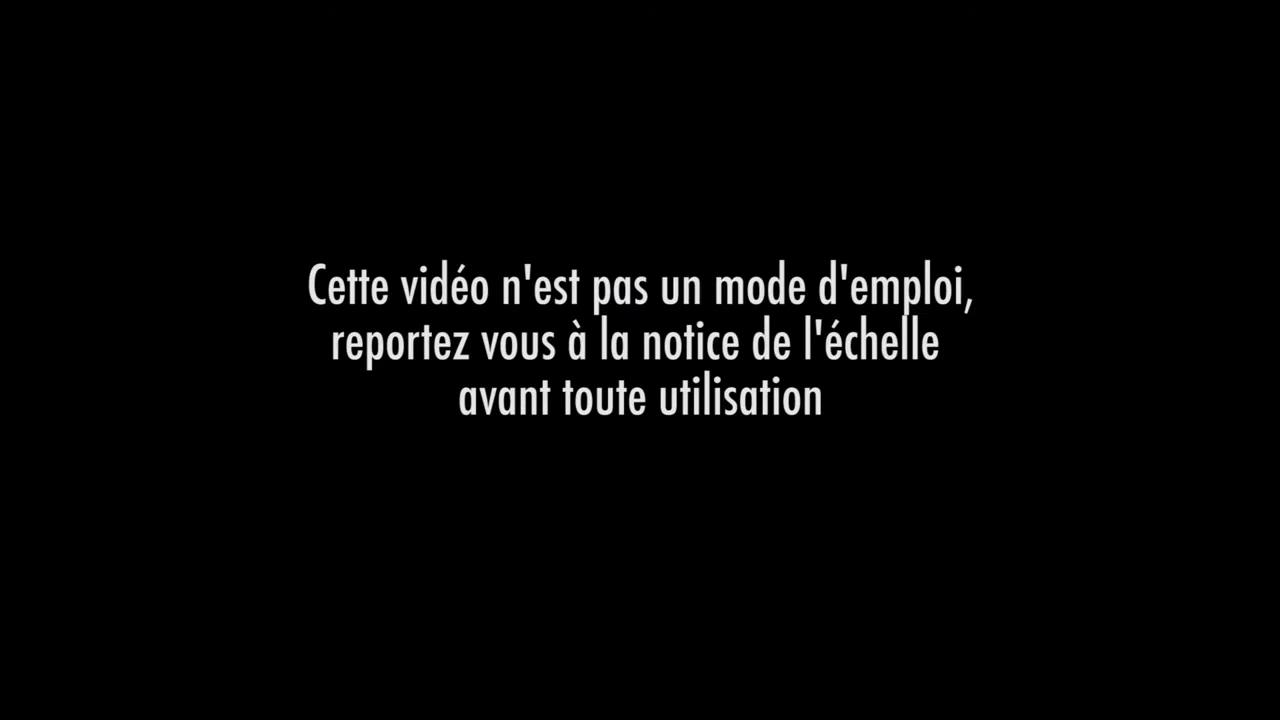 Cette vidéo n'est pas un mode d'emploi,
reportez vous à la notice de l'échelle
avant toute utilisation